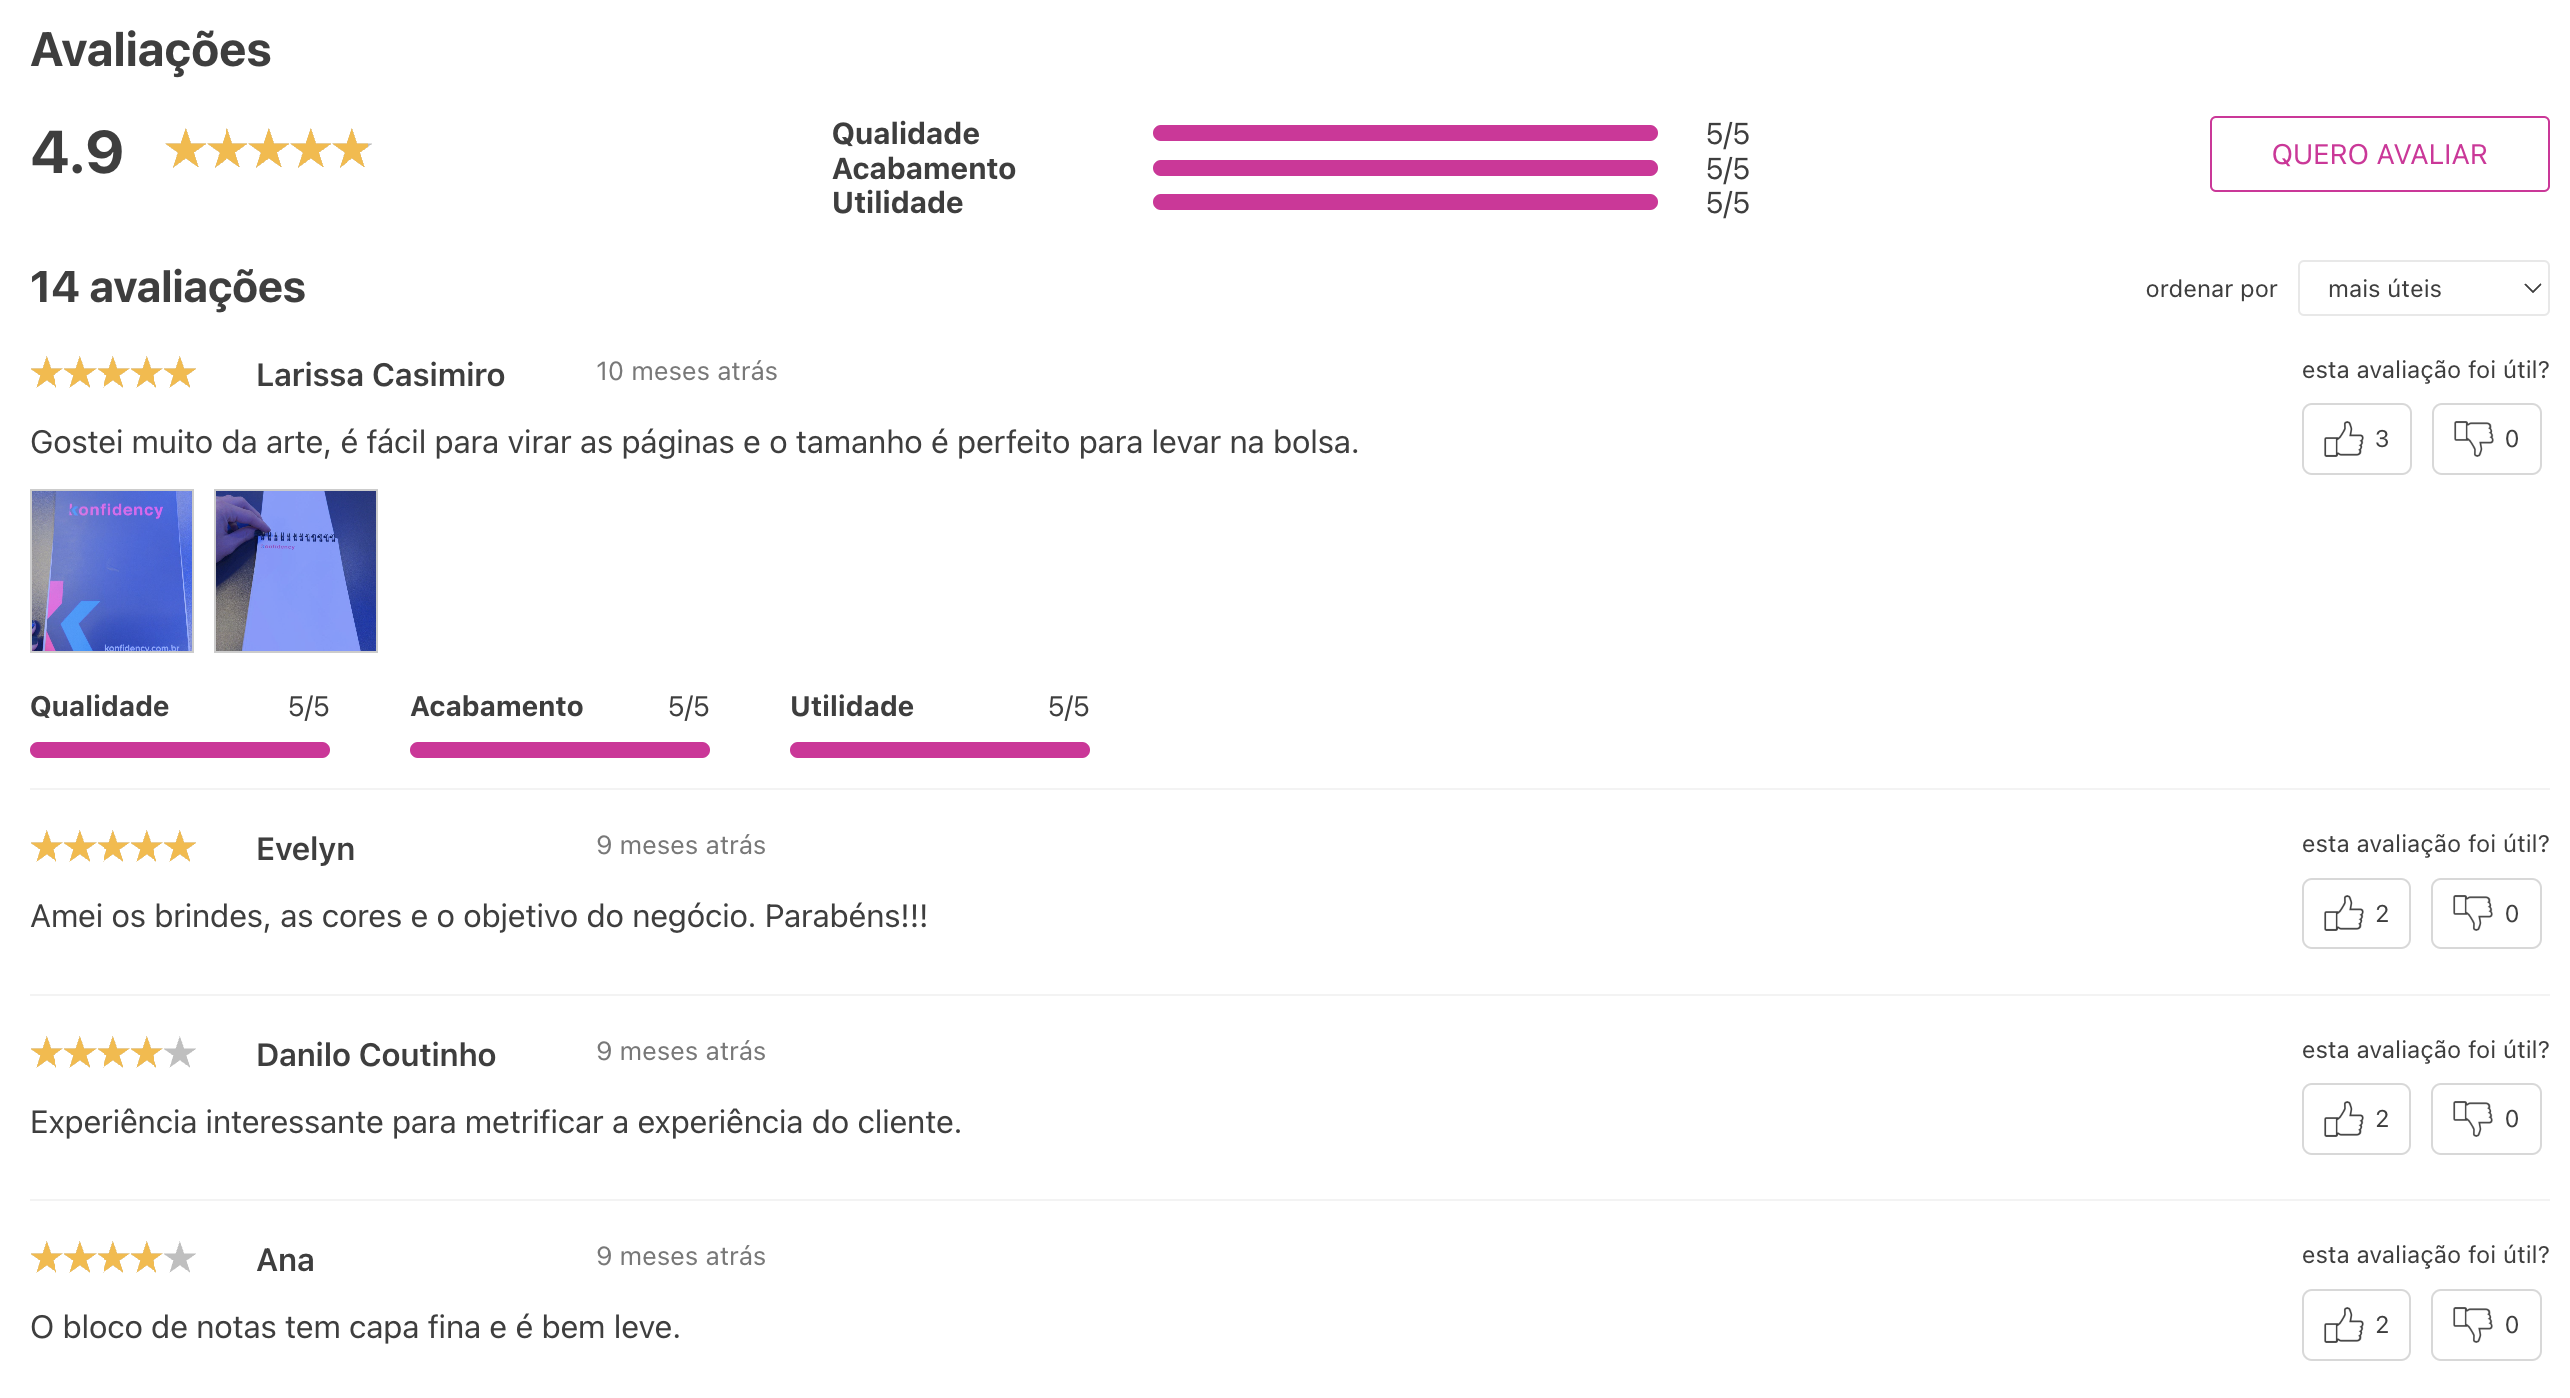 Avaliações
4.9
Qualidade 5/5
Acabamento 5/5
Utilidade 5/5
QUERO AVALIAR
14 avaliações
ordenar por mais úteis
Larissa Casimiro 10 meses atrás
esta avaliação foi útil?
Gostei muito da arte, é fácil para virar as páginas e o tamanho é perfeito para levar na bolsa.
3 0
konfidency
konfidency
konfidency.com.br
Qualidade 5/5 Acabamento 5/5 Utilidade 5/5
Evelyn 9 meses atrás
esta avaliação foi útil?
Amei os brindes, as cores e o objetivo do negócio. Parabéns!!!
2 0
Danilo Coutinho 9 meses atrás
esta avaliação foi útil?
Experiência interessante para metrificar a experiência do cliente.
2 0
Ana 9 meses atrás
esta avaliação foi útil?
O bloco de notas tem capa fina e é bem leve.
2 0